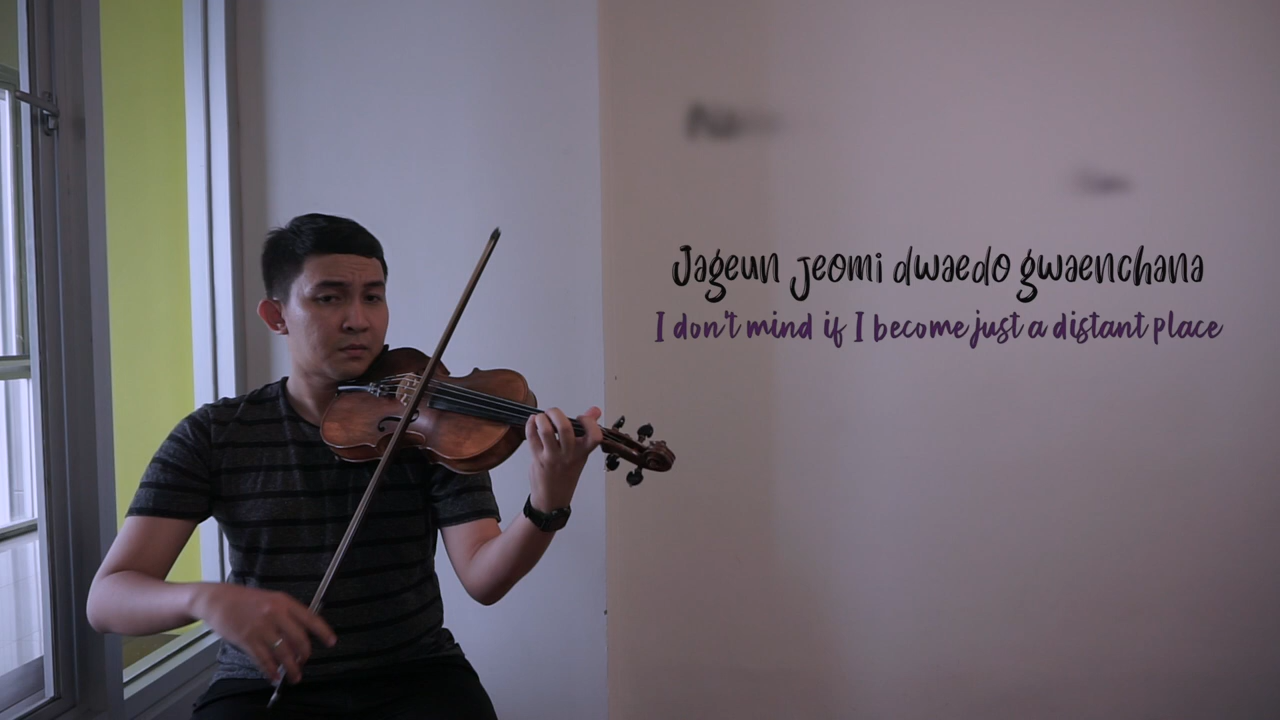 Jageun jeomi dwaedo gwaenchana
I don't mind if I become just a distant place